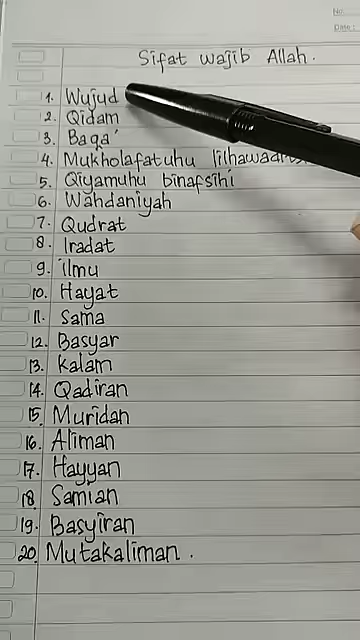 No.
Date:
Sifat wajib Allah.
1. Wujud
2. Qidam
3. Baqa'
4. Mukholafatuhu
5. Qiyamuhu binafsihi
6. Wahdaniyah
7. Qudrat
8. Iradat
9. ilmu
10. Hayat
11. Sama
12. Basyar
13. Kalam
14. Qadiran
15. Muridan
16. Aliman
17. Hayyan
18. Samian
19. Basyiran
20. Mutakaliman.